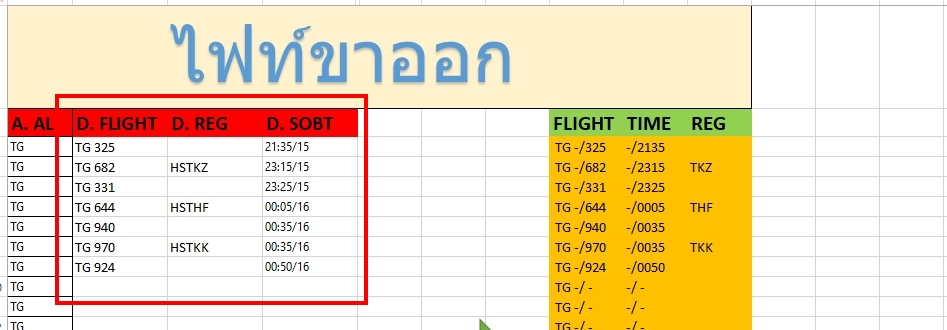 ไฟท์ขาออก
A. AL D. FLIGHT D. REG D. SOBT FLIGHT TIME REG
TG TG 325 21:35/15 TG -/325 -/2135
TG TG 682 HSTKZ 23:15/15 TG -/682 -/2315 TKZ
TG TG 331 23:25/15 TG -/331 -/2325
TG TG 644 HSTHF 00:05/16 TG -/644 -/0005 THF
TG TG 940 00:35/16 TG -/940 -/0035
TG TG 970 HSTKK 00:35/16 TG -/970 -/0035 TKK
TG TG 924 00:50/16 TG -/924 -/0050
TG TG -/ - -/ -
TG TG -/ - -/ -
TG TG -/ - -/ -